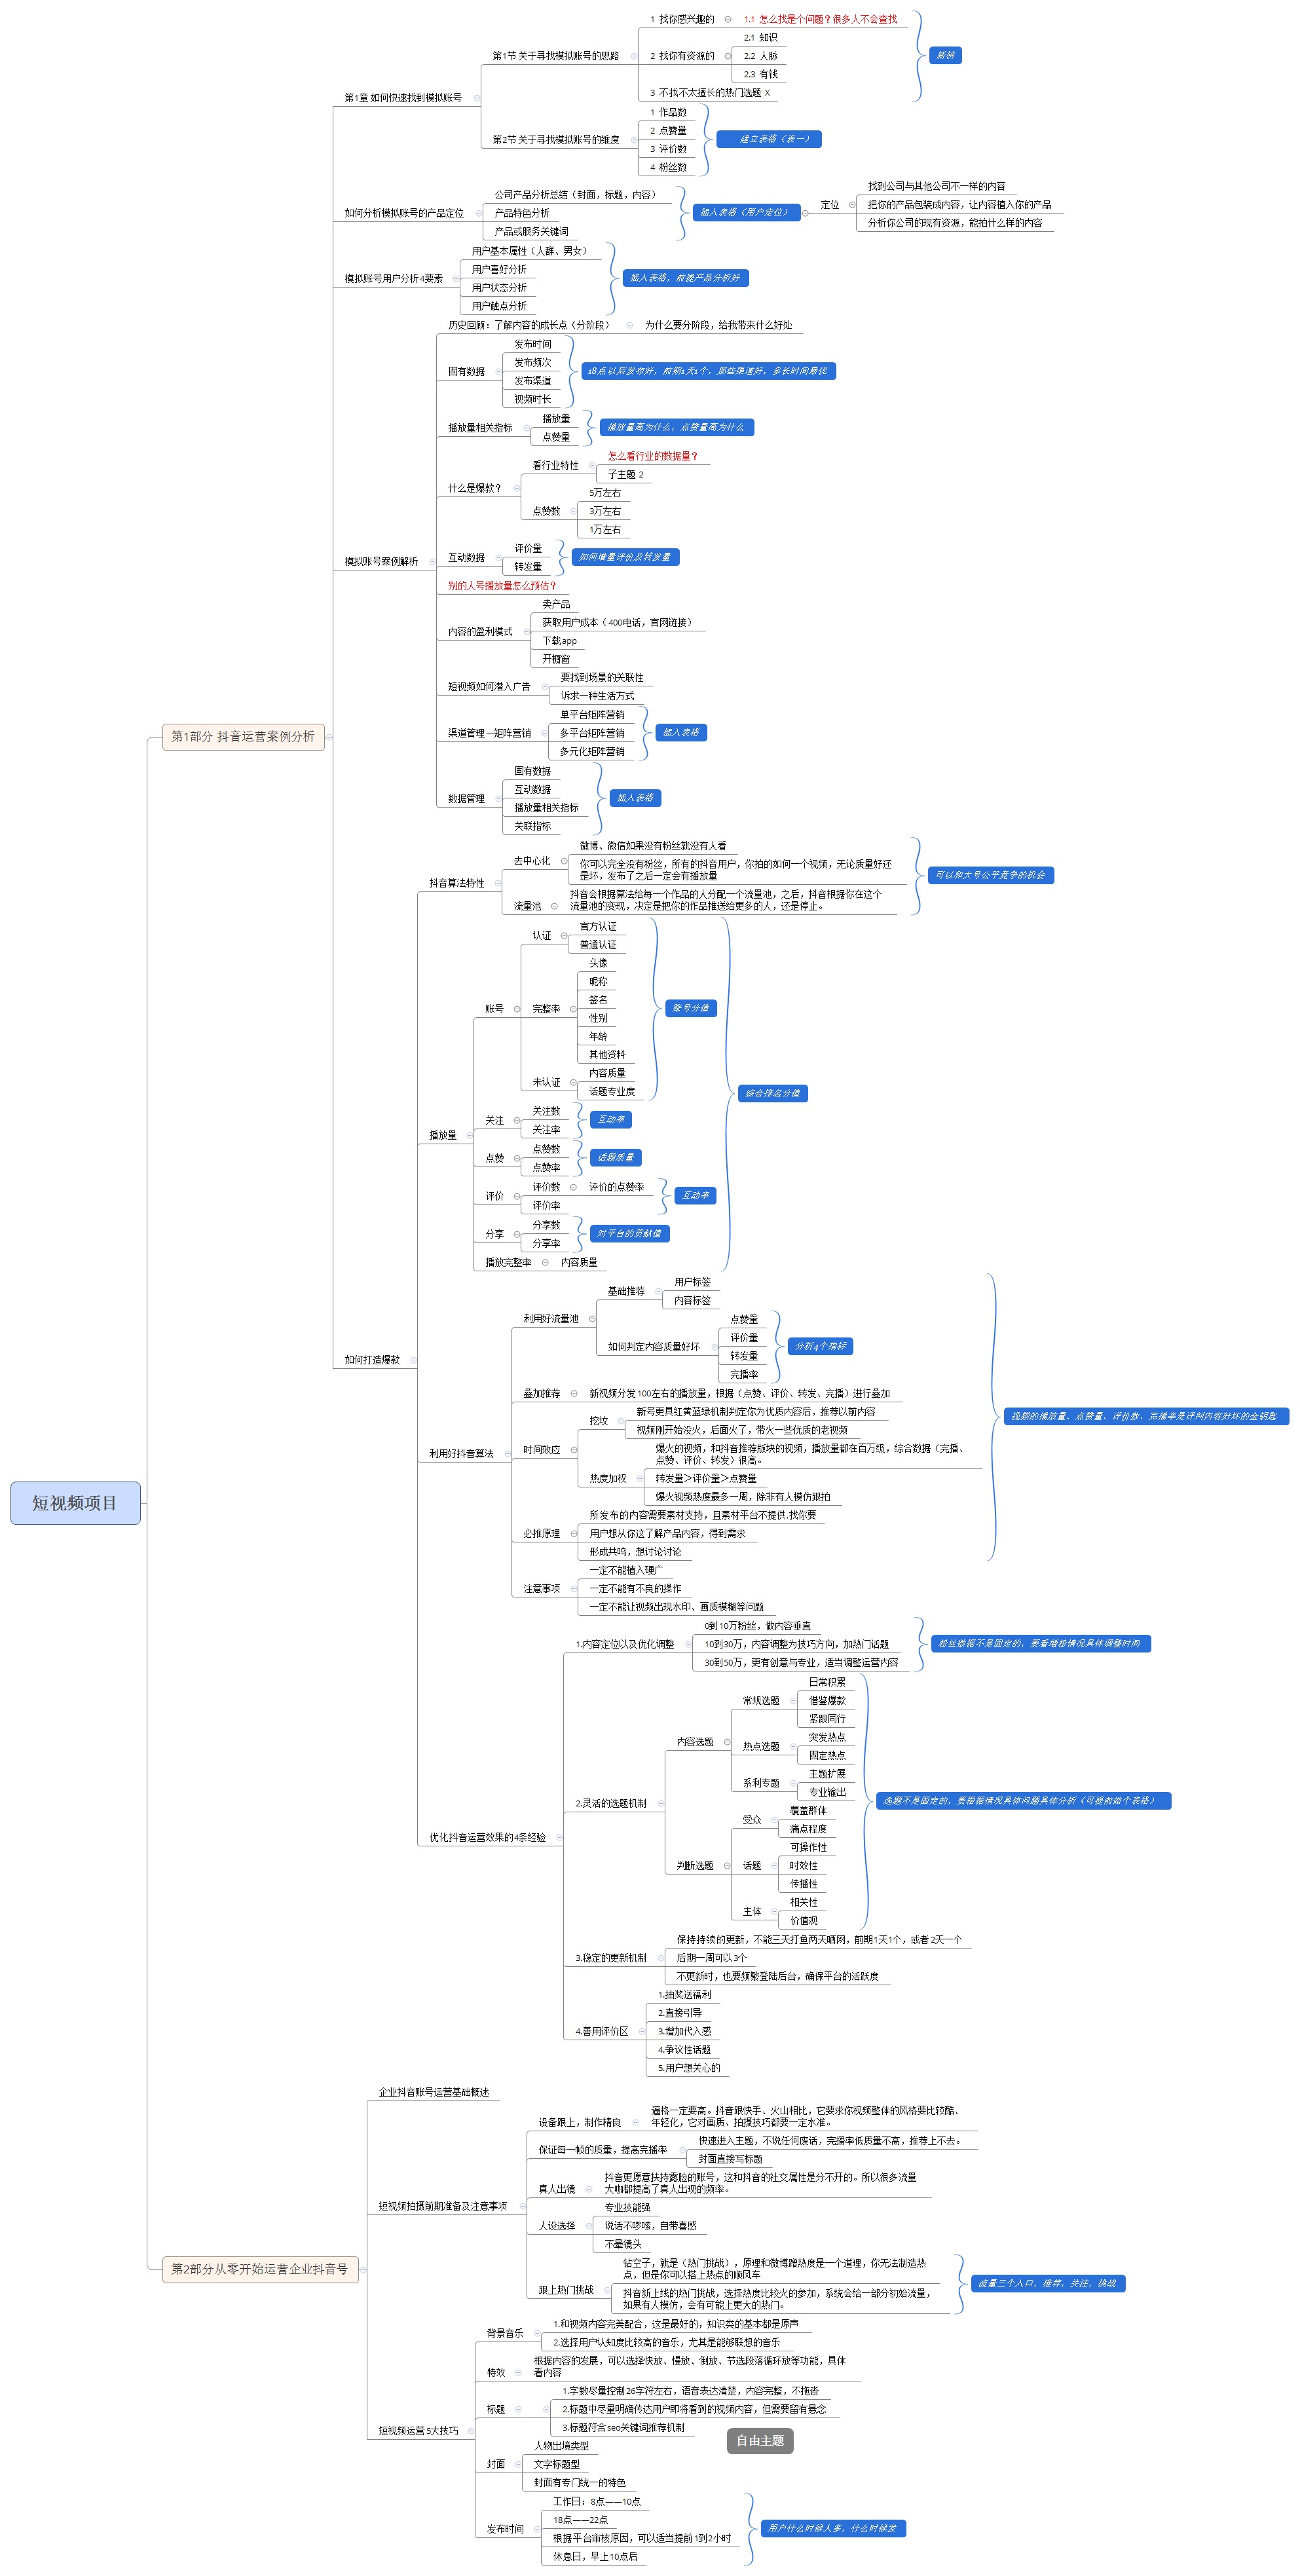 短视频项目
第1部分 抖音运营案例分析
第1章 如何快速找到模拟账号
第1节 关于寻找模拟账号的思路
1 找你感兴趣的
1.1 怎么找是个问题？很多人不会查找
2 找你有资源的
2.1 知识
2.2 人脉
2.3 有钱
3 不找不太擅长的热门选题 X
新榜
第2节 关于寻找模拟账号的维度
1 作品数
2 点赞量
3 评价数
4 粉丝数
建立表格（表一）
如何分析模拟账号的产品定位
公司产品分析总结（封面，标题，内容）
产品特色分析
产品或服务关键词
插入表格（用户定位）
定位
找到公司与其他公司不一样的内容
把你的产品包装成内容，让内容植入你的产品
分析你公司的现有资源，能拍什么样的内容
模拟账号用户分析4要素
用户基本属性（人群、男女）
用户喜好分析
用户状态分析
用户触点分析
插入表格，前提产品分析好
模拟账户案例解析
历史回顾：了解内容的成长点（分阶段）
为什么要分阶段，给我带来什么好处
固有数据
发布时间
发布频次
发布渠道
视频时长
18点以后发布好，前期1天1个，那些渠道好，多长时间最优
播放量相关指标
播放量
点赞量
播放量高为什么，点赞量高为什么
什么是爆款？
看行业特性
怎么看行业的数据量？
子主题 2
点赞数
5万左右
3万左右
1万左右
互动数据
评价量
转发量
如何增量评价及转发量
别的人号播放量怎么预估？
内容的盈利模式
卖产品
获取用户成本（400电话，官网链接）
下载app
开橱窗
短视频如何潜入广告
要找到场景的关联性
诉求一种生活方式
渠道管理—矩阵营销
单平台矩阵营销
多平台矩阵营销
多元化矩阵营销
插入表格
数据管理
固有数据
互动数据
播放量相关指标
关联指标
插入表格
如何打造爆款
抖音算法特性
去中心化
微博、微信如果没有粉丝就没有人看
你可以完全没有粉丝，所有的抖音用户，你拍的如何一个视频，无论质量好还
是坏，发布了之后一定会有播放量
流量池
抖音会根据算法给每一个作品的人分配一个流量池，之后，抖音根据你在这个
流量池的变现，决定是把你的作品推送给更多的人，还是停止。
可以和大号公平竞争的机会
播放量
账号
认证
官方认证
普通认证
完整率
头像
昵称
签名
性别
年龄
其他资料
未认证
内容质量
话题专业度
账号分值
关注
关注数
关注率
互动率
点赞
点赞数
点赞率
话题质量
评价
评价数
评价的点赞率
评价率
互动率
分享
分享数
分享率
对平台的贡献值
播放完整率
内容质量
综合排名分值
利用好抖音算法
利用好流量池
基础推荐
用户标签
内容标签
如何判定内容质量好坏
点赞量
评价量
转发量
完播率
分析4个指标
叠加推荐
新视频分发100左右的播放量，根据（点赞、评价、转发、完播）进行叠加
时间效应
挖坟
新号更具红黄蓝绿机制判定你为优质内容后，推荐以前内容
视频刚开始没火，后面火了，带火一些优质的老视频
热度加权
爆火的视频，和抖音推荐版块的视频，播放量都在百万级，综合数据（完播、
点赞、评价、转发）很高。
转发量＞评价量＞点赞量
爆火视频热度最多一周，除非有人模仿跟拍
必推原理
所发布的内容需要素材支持，且素材平台不提供.找你要
用户想从你这了解产品内容，得到需求
形成共鸣，想讨论讨论
注意事项
一定不能植入硬广
一定不能有不良的操作
一定不能让视频出现水印、画质模糊等问题
视频的播放量、点赞量、评价数、完播率是评判内容好坏的金钥匙
优化抖音运营效果的4条经验
1.内容定位以及优化调整
0到10万粉丝，做内容垂直
10到30万，内容调整为技巧方向，加热门话题
30到50万，更有创意与专业，适当调整运营内容
粉丝数据不是固定的，要看增粉情况具体调整时间
2.灵活的选题机制
内容选题
常规选题
日常积累
借鉴爆款
紧跟同行
热点选题
突发热点
固定热点
系利专题
主题扩展
专业输出
判断选题
受众
覆盖群体
痛点程度
话题
可操作性
时效性
传播性
主体
相关性
价值观
选题不是固定的，要根据情况具体问题具体分析（可提前做个表格）
3.稳定的更新机制
保持持续的更新，不能三天打鱼两天晒网，前期1天1个，或者2天一个
后期一周可以3个
不更新时，也要频繁登陆后台，确保平台的活跃度
4.善用评价区
1.抽奖送福利
2.直接引导
3.增加代入感
4.争议性话题
5.用户想关心的
第2部分从零开始运营企业抖音号
企业抖音账号运营基础概述
短视频拍摄前期准备及注意事项
设备跟上，制作精良
逼格一定要高。抖音跟快手、火山相比，它要求你视频整体的风格要比较酷、
年轻化，它对画质、拍摄技巧都要一定水准。
保证每一帧的质量，提高完播率
快速进入主题，不说任何废话，完播率低质量不高，推荐上不去。
封面直接写标题
真人出镜
抖音更愿意扶持露脸的账号，这和抖音的社交属性是分不开的。所以很多流量
大咖都提高了真人出现的频率。
人设选择
专业技能强
说话不啰嗦，自带喜感
不晕镜头
跟上热门挑战
钻空子，就是（热门挑战），原理和微博蹭热度是一个道理，你无法制造热
点，但是你可以搭上热点的顺风车
抖音新上线的热门挑战，选择热度比较火的参加，系统会给一部分初始流量，
如果有人模仿，会有可能上更大的热门。
流量三个入口，推荐，关注，挑战
短视频运营5大技巧
背景音乐
1.和视频内容完美配合，这是最好的，知识类的基本都是原声
2.选择用户认知度比较高的音乐，尤其是能够联想的音乐
特效
根据内容的发展，可以选择快放、慢放、倒放、节选段落循环放等功能，具体
看内容
标题
1.字数尽量控制26字符左右，语音表达清楚，内容完整，不拖沓
2.标题中尽量明确传达用户即将看到的视频内容，但需要留有悬念
3.标题符合seo关键词推荐机制
自由主题
封面
人物出境类型
文字标题型
封面有专门统一的特色
发布时间
工作日：8点——10点
18点——22点
根据平台审核原因，可以适当提前1到2小时
休息日，早上10点后
用户什么时候人多，什么时候发